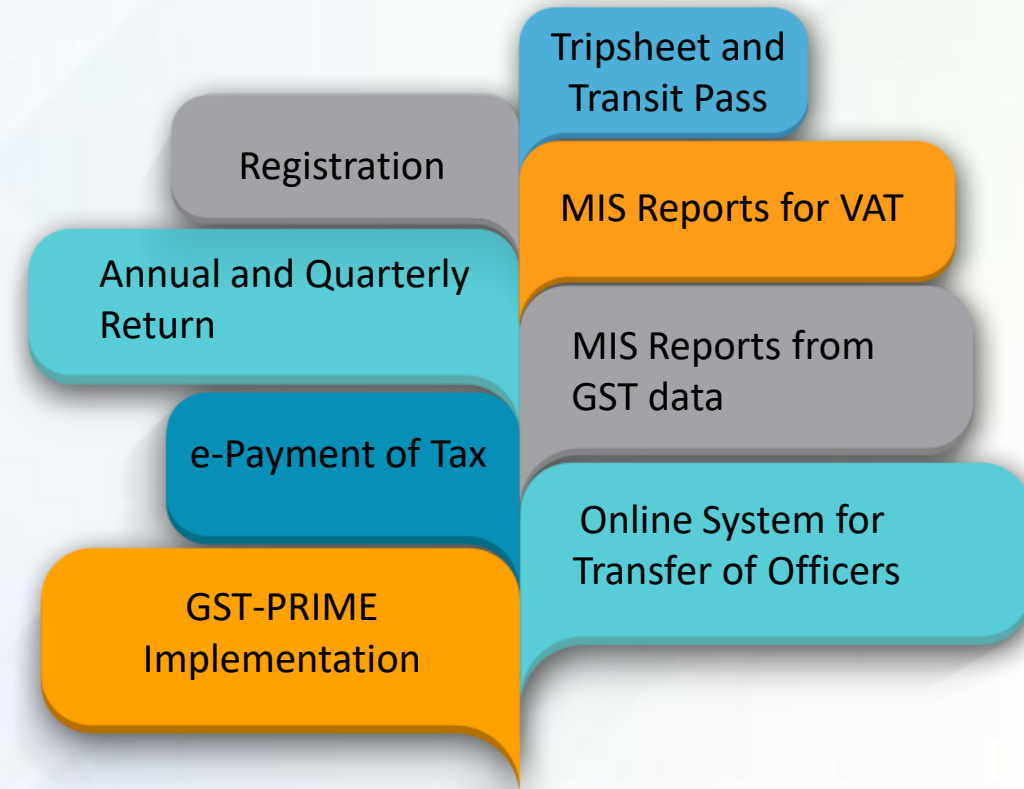 Tripsheet and
Transit Pass
Registration
MIS Reports for VAT
Annual and Quarterly
Return
MIS Reports from
GST data
e-Payment of Tax
Online System for
Transfer of Officers
GST-PRIME
Implementation